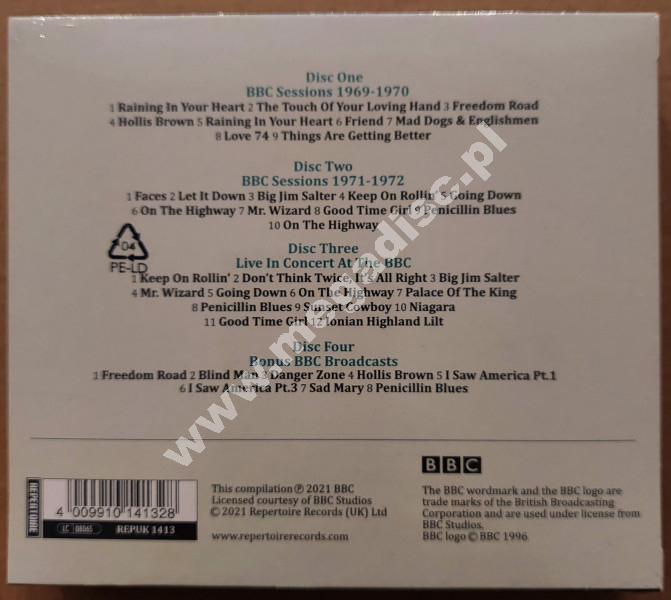 Disc One
BBC Sessions 1969-1970
1 Raining In Your Heart 2 The Touch Of Your Loving Hand 3 Freedom Road
4 Hollis Brown 5 Raining In Your Heart 6 Friend 7 Mad Dogs & Englishmen
8 Love 74 9 Things Are Getting Better
Disc Two
BBC Sessions 1971-1972
1 Faces 2 Let It Down 3 Big Jim Salter 4 Keep On Rollin' 5 Going Down
6 On The Highway 7 Mr. Wizard 8 Good Time Girl 9 Penicillin Blues
10 On The Highway
04
PE-LD
Disc Three
Live In Concert At The BBC
1 Keep On Rollin' 2 Don't Think Twice, It's All Right 3 Big Jim Salter
4 Mr. Wizard 5 Going Down 6 On The Highway 7 Palace Of The King
8 Penicillin Blues 9 Sunset Cowboy 10 Niagara
11 Good Time Girl 12 Ionian Highland Lilt
Disc Four
Bonus BBC Broadcasts
1 Freedom Road 2 Blind Man 3 Danger Zone 4 Hollis Brown 5 I Saw America Pt.1
6 I Saw America Pt.3 7 Sad Mary 8 Penicillin Blues
www.megadisc.pl
REPERTOIRE
4 009910 141328
LC 08065
REPUK 1413
This compilation ℗ 2021 BBC
Licensed courtesy of BBC Studios
© 2021 Repertoire Records (UK) Ltd
www.repertoirerecords.com
BBC
The BBC wordmark and the BBC logo are
trade marks of the British Broadcasting
Corporation and are used under license from
BBC Studios.
BBC logo © BBC 1996.